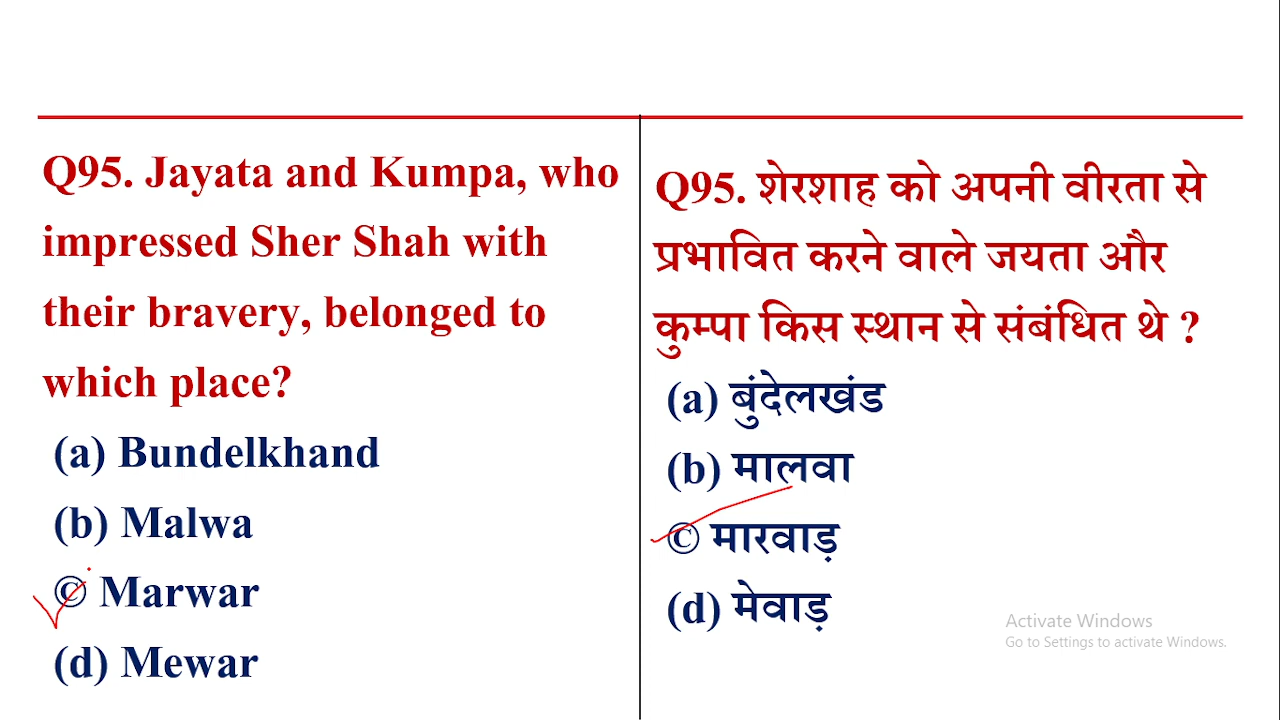 Q95. Jayata and Kumpa, who
impressed Sher Shah with
their bravery, belonged to
which place?
(a) Bundelkhand
(b) Malwa
© Marwar
(d) Mewar
Q95. शेरशाह को अपनी वीरता से
प्रभावित करने वाले जयता और
कुम्पा किस स्थान से संबंधित थे ?
(a) बुंदेलखंड
(b) मालवा
© मारवाड़
(d) मेवाड़
Activate Windows
Go to Settings to activate Windows.